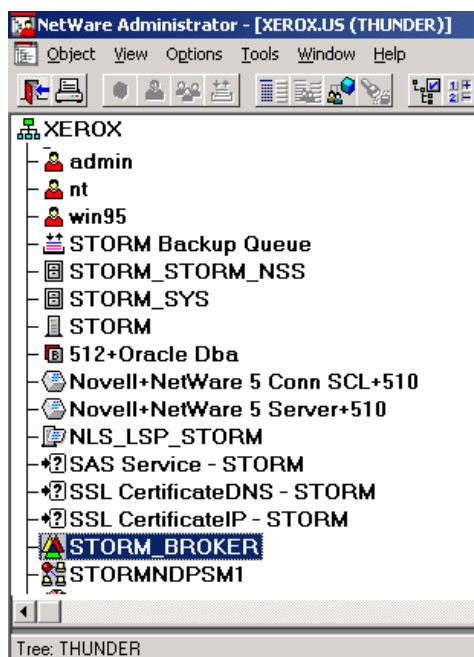 NetWare Administrator - [XEROX.US (THUNDER)]
Object View Options Tools Window Help
XEROX
admin
nt
win95
STORM Backup Queue
STORM_STORM_NSS
STORM_SYS
STORM
512+Oracle Dba
Novell+NetWare 5 Conn SCL+510
Novell+NetWare 5 Server+510
NLS_LSP_STORM
SAS Service - STORM
SSL CertificateDNS - STORM
SSL CertificateIP - STORM
STORM_BROKER
STORMNDPSM1
Tree: THUNDER